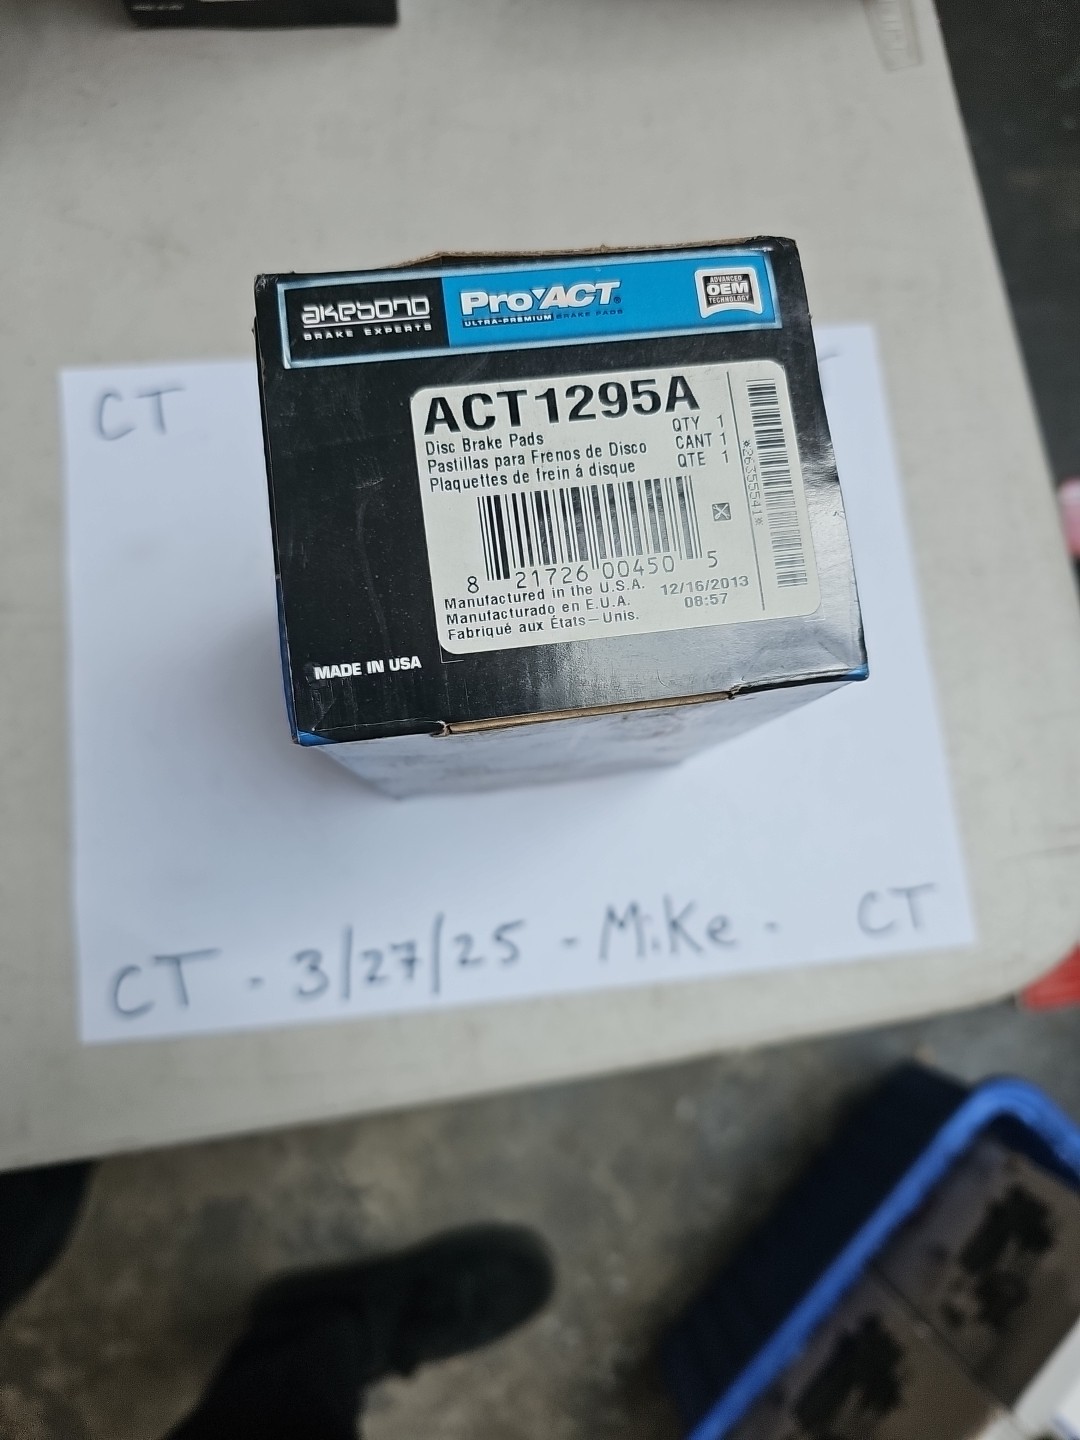 akebono
BRAKE EXPERTS
ProACT®
ULTRA-PREMIUM BRAKE PADS
ADVANCED
OEM
TECHNOLOGY
ACT1295A
Disc Brake Pads
Pastillas para Frenos de Disco
Plaquettes de frein á disque
QTY 1
CANT 1
QTE 1
*26355541*
8 21726 00450 5
Manufactured in the U.S.A.
Manufacturado en E.U.A.
Fabriqué aux États-Unis.
12/16/2013
08:57
MADE IN USA
CT
CT - 3/27/25 - Mike - CT